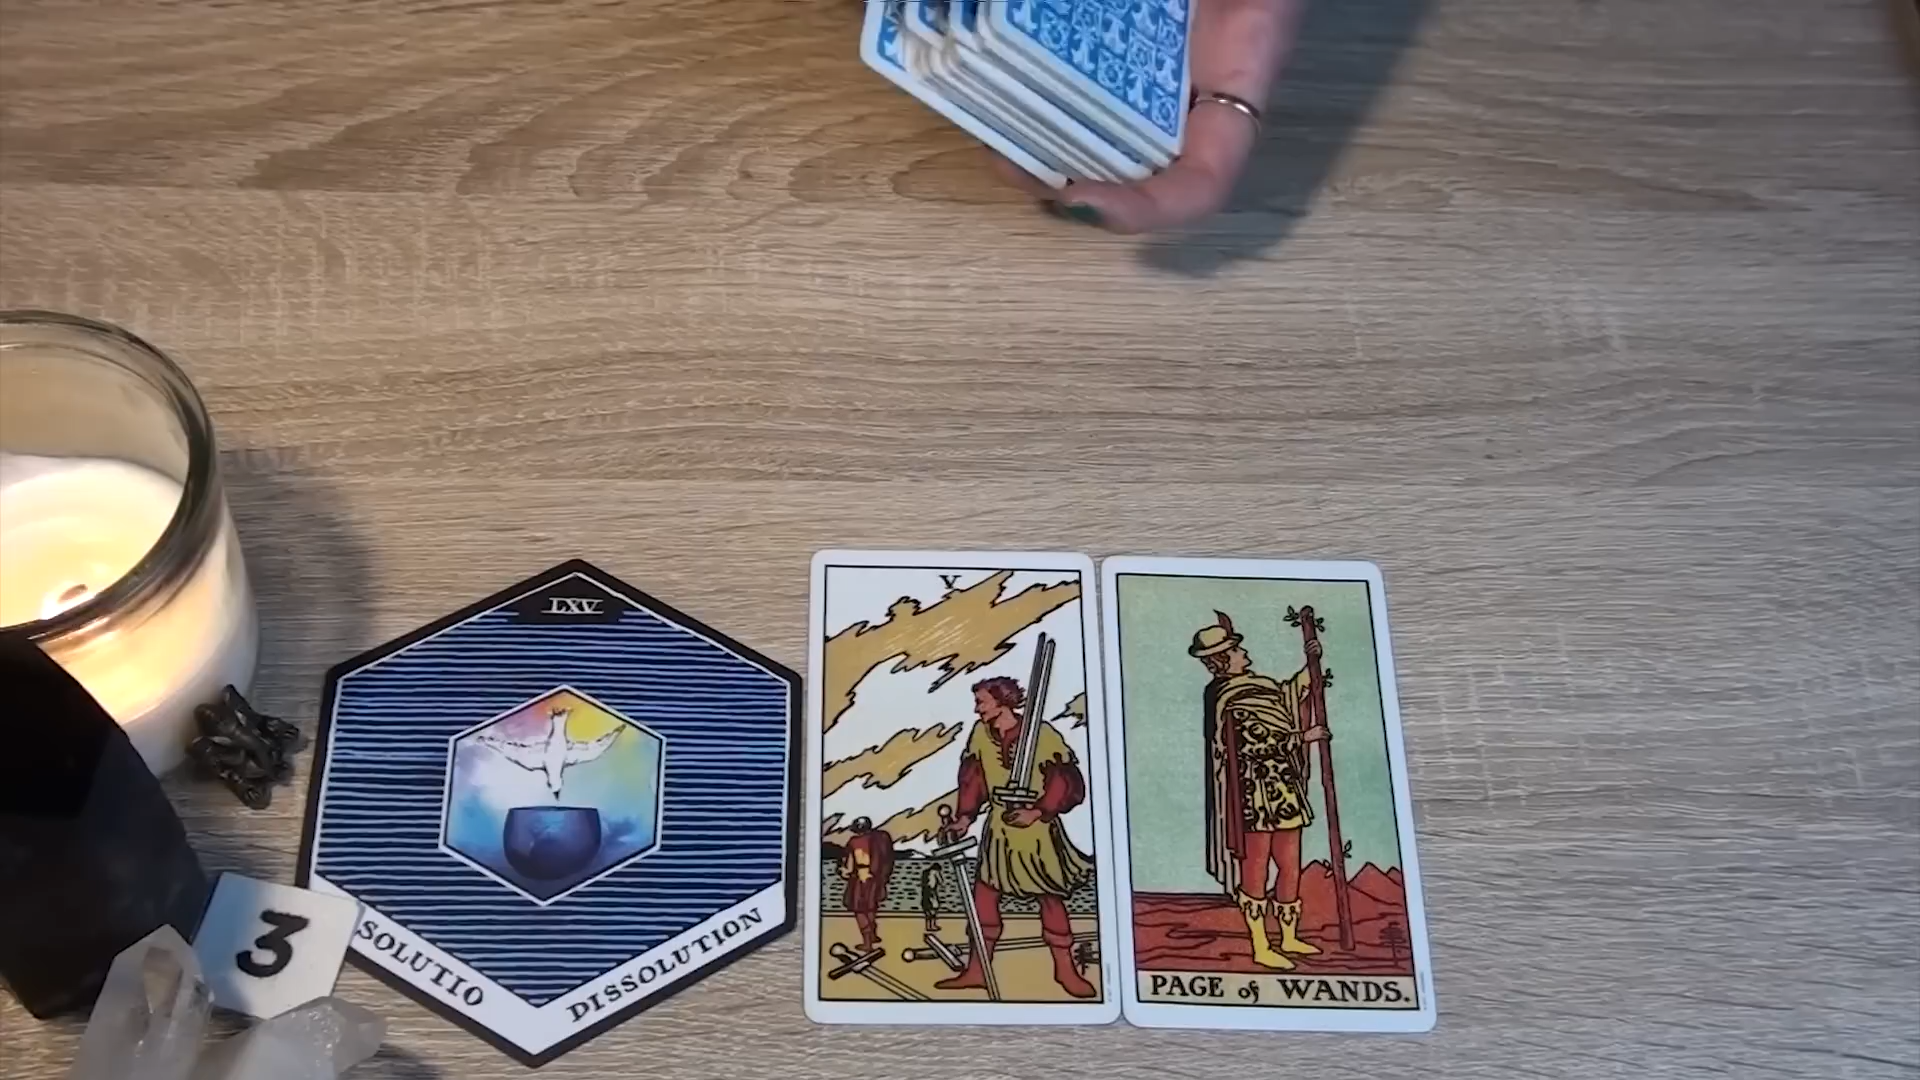 LXV
SOLUTIO
DISSOLUTION
3
V
PAGE of WANDS.